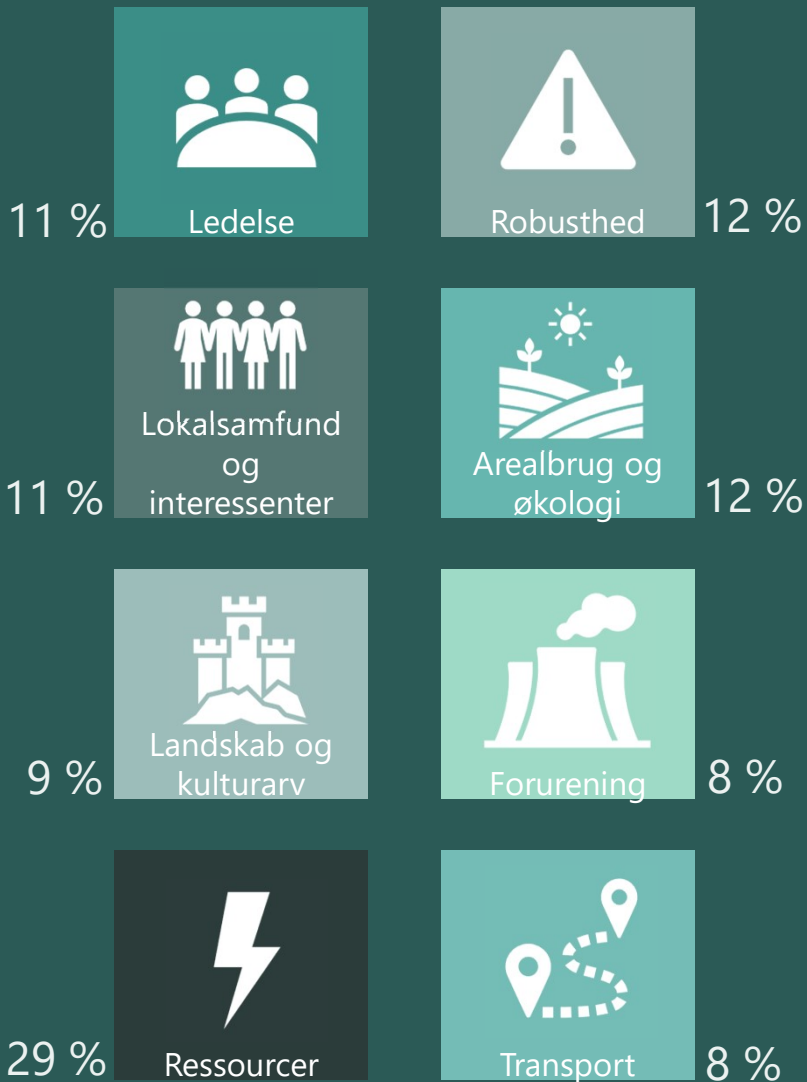 11 %
Ledelse
Robusthed
12 %
11 %
Lokalsamfund
og
interessenter
Arealbrug og
økologi
12 %
9 %
Landskab og
kulturarv
Forurening
8 %
29 %
Ressourcer
Transport
8 %